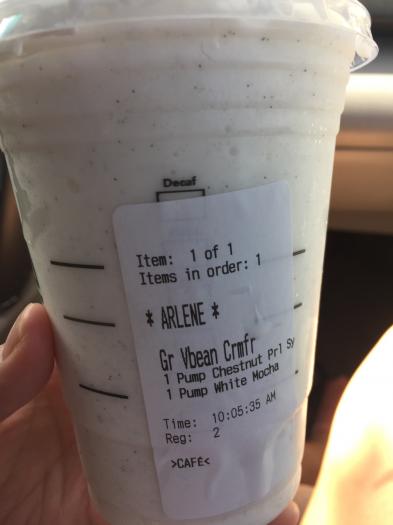 Decaf
Item: 1 of 1
Items in order: 1
* ARLENE *
Gr Vbean Crmfr
1 Pump Chestnut Prl Sy
1 Pump White Mocha
Time: 10:05:35 AM
Reg: 2
>CAFÉ<